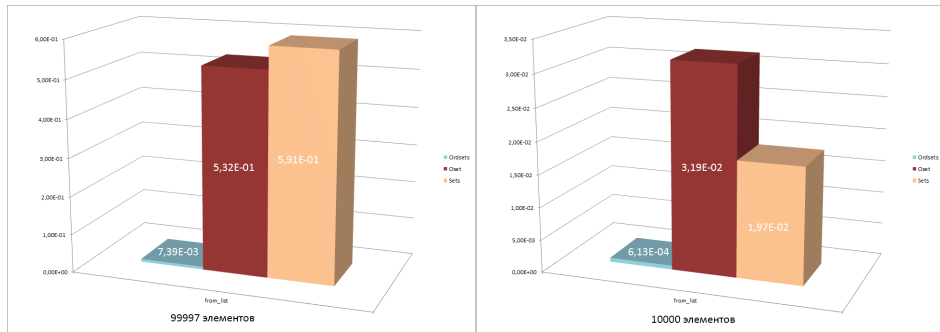 6,00E-01
5,00E-01
4,00E-01
3,00E-01
2,00E-01
1,00E-01
0,00E+00
7,39E-03
5,32E-01
5,91E-01
Ordsets
Oset
Sets
from_list
99997 элементов
3,50E-02
3,00E-02
2,50E-02
2,00E-02
1,50E-02
1,00E-02
5,00E-03
0,00E+00
6,13E-04
3,19E-02
1,97E-02
Ordsets
Oset
Sets
from_list
10000 элементов